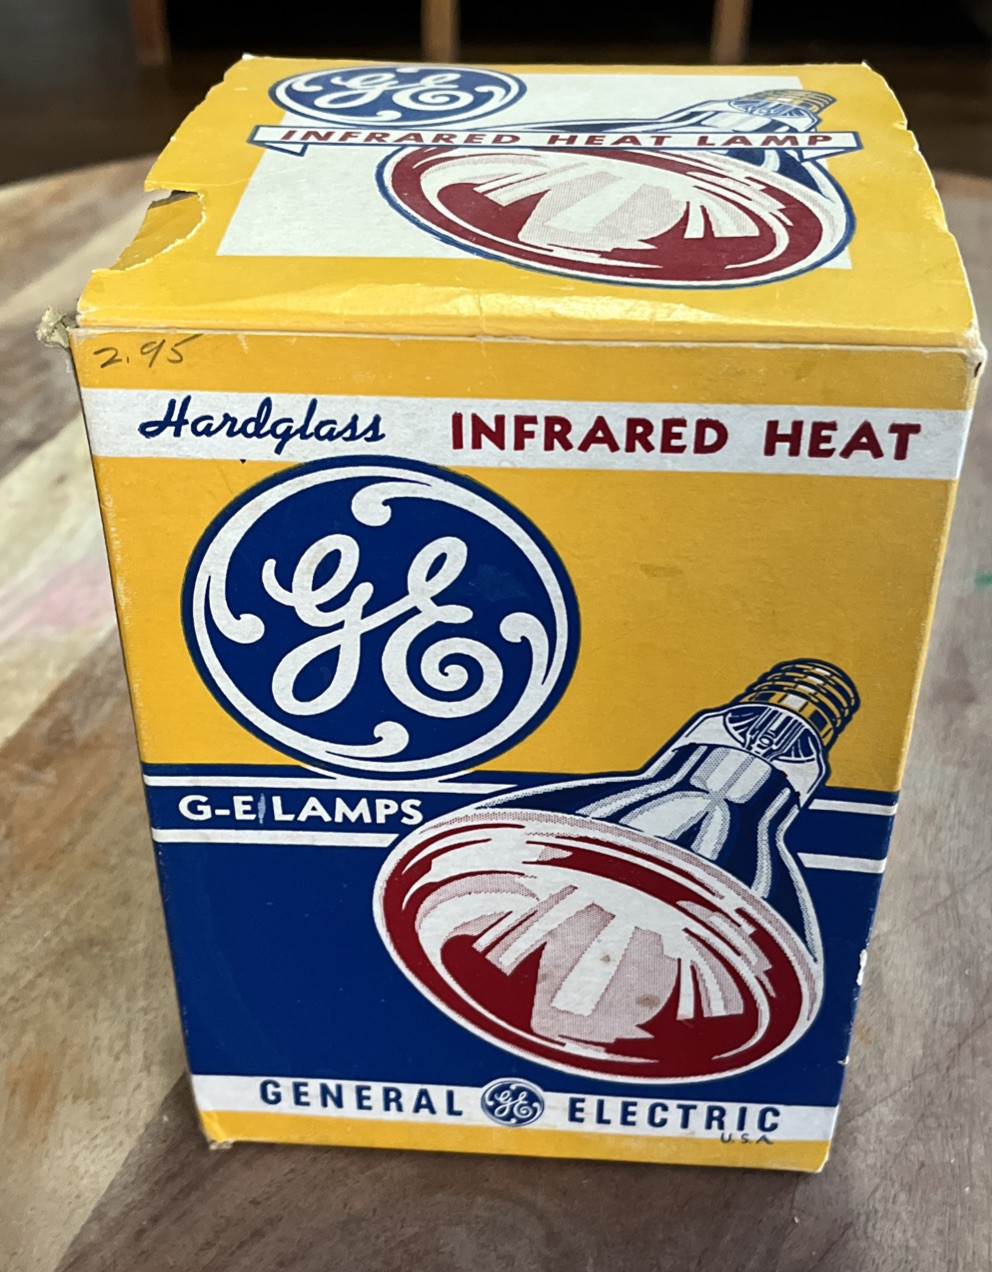 GE
INFRARED HEAT LAMP
2.95
Hardglass INFRARED HEAT
GE
G-E LAMPS
GENERAL GE ELECTRIC
U.S.A